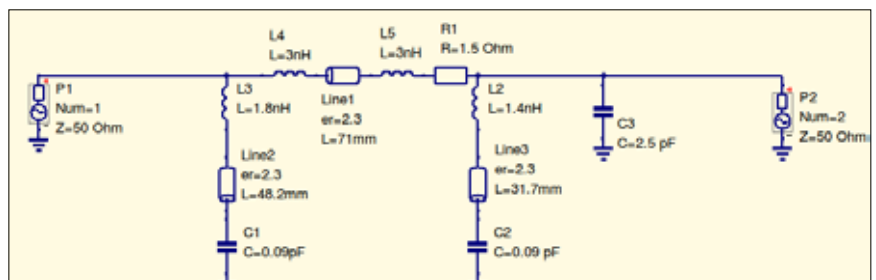 L4
L=3nH
L5
L=3nH
R1
R=1.5 Ohm
P1
Num=1
Z=50 Ohm
L3
L=1.8nH
Line1
er=2.3
L=71mm
L2
L=1.4nH
C3
C=2.5 pF
P2
Num=2
Z=50 Ohm
Line2
er=2.3
L=48.2mm
Line3
er=2.3
L=31.7mm
C1
C=0.09pF
C2
C=0.09 pF